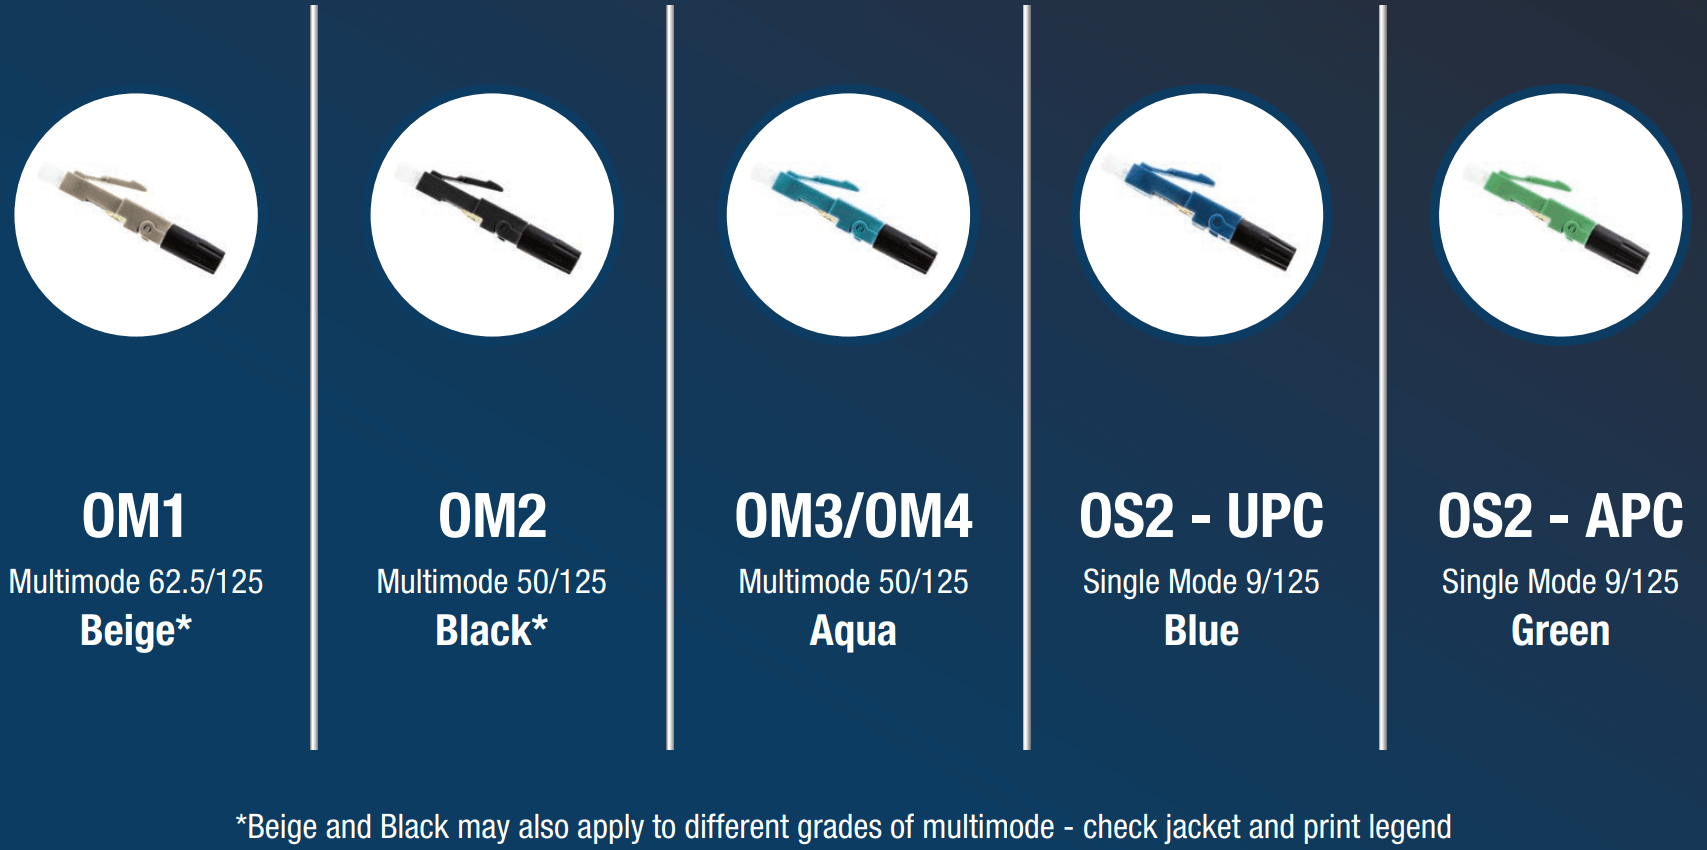 OM1
Multimode 62.5/125
Beige*
OM2
Multimode 50/125
Black*
OM3/OM4
Multimode 50/125
Aqua
OS2 - UPC
Single Mode 9/125
Blue
OS2 - APC
Single Mode 9/125
Green
*Beige and Black may also apply to different grades of multimode - check jacket and print legend